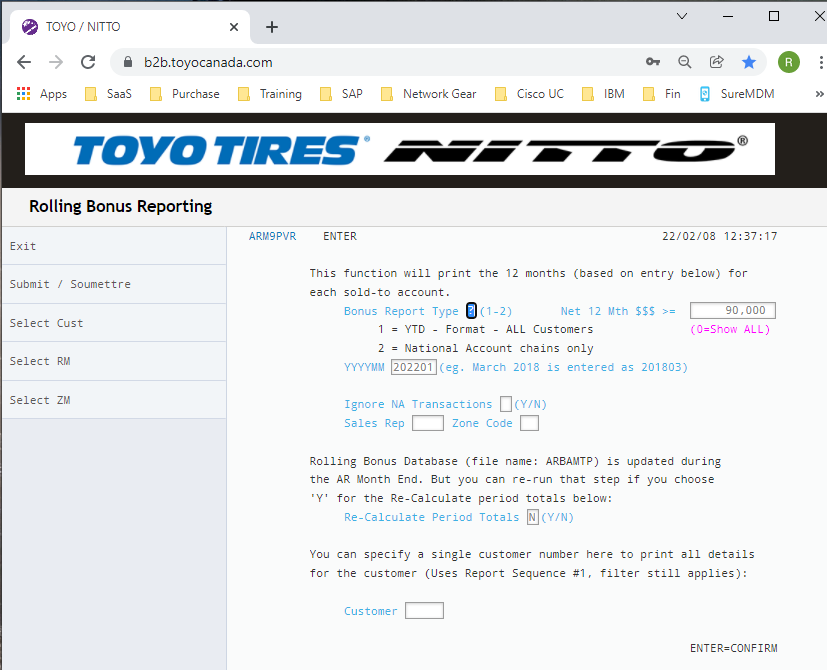 TOYO / NITTO
b2b.toyocanada.com
R
Apps SaaS Purchase Training SAP Network Gear Cisco UC IBM Fin SureMDM »
TOYO TIRES® NITTO®
Rolling Bonus Reporting
Exit
Submit / Soumettre
Select Cust
Select RM
Select ZM
ARM9PVR ENTER 22/02/08 12:37:17
This function will print the 12 months (based on entry below) for
each sold-to account.
Bonus Report Type ? (1-2) Net 12 Mth $$$ >= 90,000
1 = YTD - Format - ALL Customers (0=Show ALL)
2 = National Account chains only
YYYYMM 202201 (eg. March 2018 is entered as 201803)
Ignore NA Transactions (Y/N)
Sales Rep Zone Code
Rolling Bonus Database (file name: ARBAMTP) is updated during
the AR Month End. But you can re-run that step if you choose
'Y' for the Re-Calculate period totals below:
Re-Calculate Period Totals N (Y/N)
You can specify a single customer number here to print all details
for the customer (Uses Report Sequence #1, filter still applies):
Customer
ENTER=CONFIRM